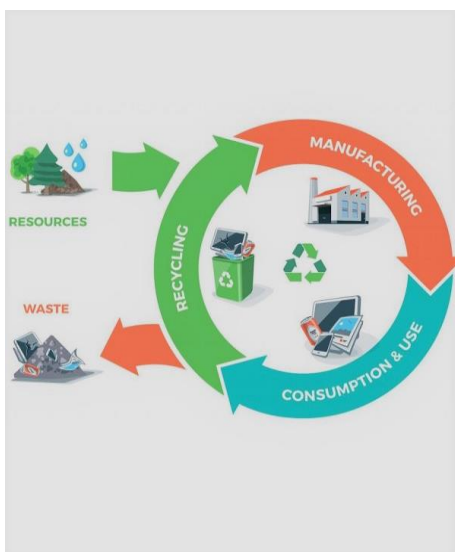 RESOURCES
WASTE
RECYCLING
MANUFACTURING
CONSUMPTION & USE